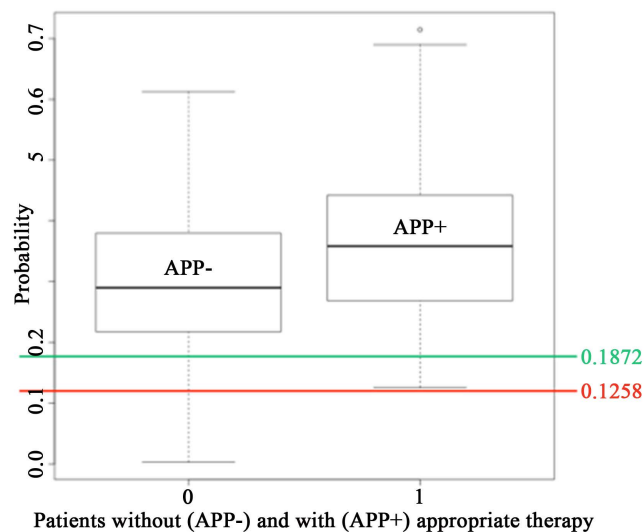 0.7
0.6
5
0.2
0.1
0.0
Probability
APP-
APP+
0.1872
0.1258
0 1
Patients without (APP-) and with (APP+) appropriate therapy